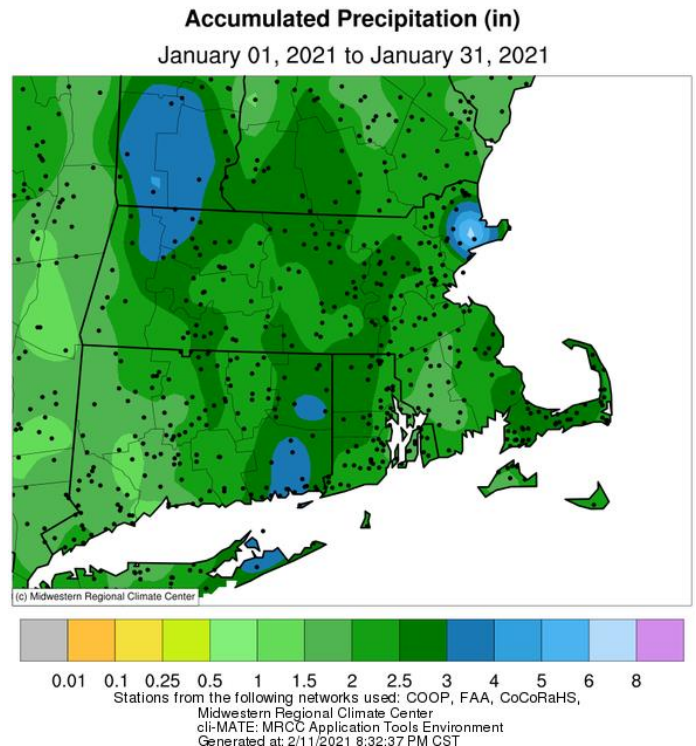 Accumulated Precipitation (in)
January 01, 2021 to January 31, 2021
(c) Midwestern Regional Climate Center
0.01 0.1 0.25 0.5 1 1.5 2 2.5 3 4 5 6 8
Stations from the following networks used: COOP, FAA, CoCoRaHS,
Midwestern Regional Climate Center
cli-MATE: MRCC Application Tools Environment
Generated at: 2/11/2021 8:32:37 PM CST